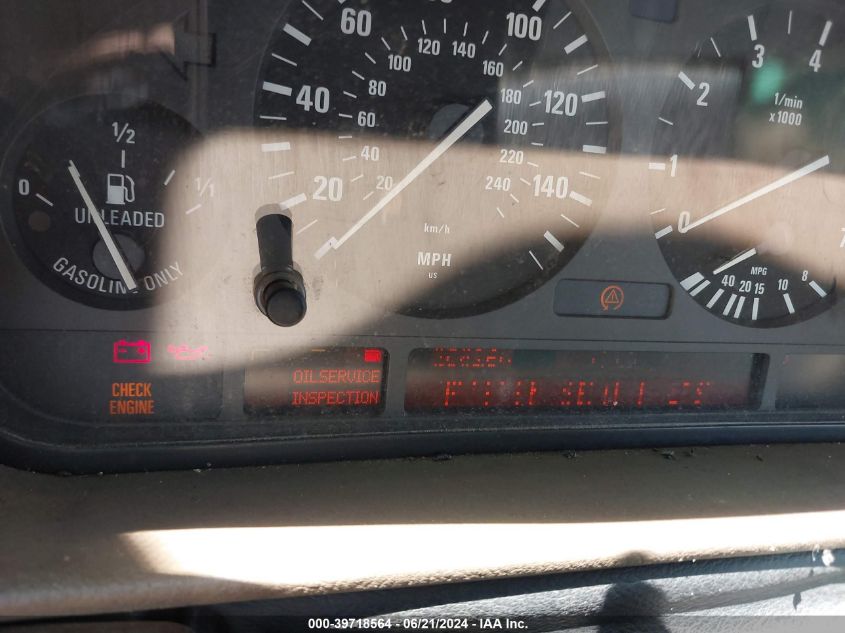 0 1/2 1/1
UNLEADED
GASOLINE ONLY
20 40 60 100 120 140
20 40 60 80 100 120 140 160 180 200 220 240
km/h
MPH
US
0 1 2 3 4 7
1/min
x1000
MPG
40 20 15 10 8
CHECK
ENGINE
OILSERVICE
INSPECTION
000-39718564 / 06/21/2024 - IAA Inc.